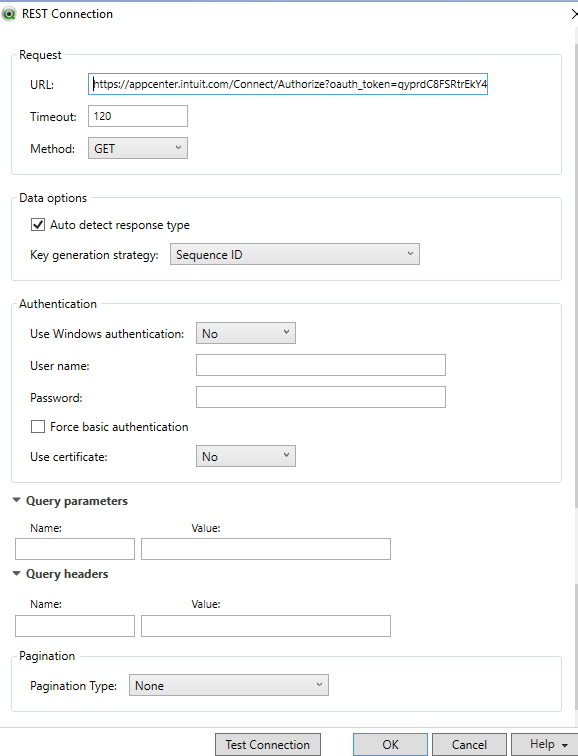 REST Connection
Request
URL: https://appcenter.intuit.com/Connect/Authorize?oauth_token=qyprdC8FSRtrEkY4
Timeout: 120
Method: GET
Data options
Auto detect response type
Key generation strategy: Sequence ID
Authentication
Use Windows authentication: No
User name:
Password:
Force basic authentication
Use certificate: No
Query parameters
Name: Value:
Query headers
Name: Value:
Pagination
Pagination Type: None
Test Connection OK Cancel Help